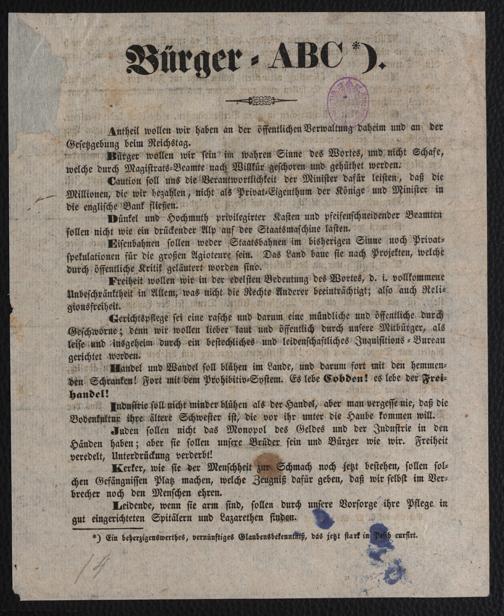 Bürger - ABC *).
Antheil wollen wir haben an der öffentlichen Verwaltung daheim und an der
Gesetzgebung beim Reichstag.
Bürger wollen wir sein im wahren Sinne des Wortes, und nicht Schafe,
welche durch Magistrats-Beamte nach Willkür geschoren und gehüthet werden.
Caution soll uns die Verantwortlichkeit der Minister dafür leisten, daß die
Millionen, die wir bezahlen, nicht als Privat-Eigenthum der Könige und Minister in
die englische Bank fließen.
Dünkel und Hochmuth privilegirter Kasten und pfeifenschneidender Beamten
sollen nicht wie ein drückender Alp auf der Staatsmaschine lasten.
Eisenbahnen sollen weder Staatsbahnen im bisherigen Sinne noch Privat-
spekulationen für die großen Agioteure sein. Das Land baue sie nach Projekten, welche
durch öffentliche Kritik geläutert worden sind.
Freiheit wollen wir in der edelsten Bedeutung des Wortes, d. i. vollkommene
Unbeschränktheit in Allem, was nicht die Rechte Anderer beeinträchtigt; also auch Reli-
gionsfreiheit.
Gerichtspflege sei eine rasche und darum eine mündliche und öffentliche durch
Geschworne; denn wir wollen lieber laut und öffentlich durch unsere Mitbürger, als
leise und insgeheim durch ein bestechliches und leidenschaftliches Inquisitions-Bureau
gerichtet worden.
Handel und Wandel soll blühen im Lande, und darum fort mit den hemmen-
den Schranken! Fort mit dem Prohibitiv-System. Es lebe Cobden! es lebe der Frei-
handel!
Industrie soll nicht minder blühen als der Handel, aber man vergesse nie, daß die
Bodenkultur ihre ältere Schwester ist, die vor ihr unter die Haube kommen will.
Juden sollen nicht das Monopol des Geldes und der Industrie in den
Händen haben; aber sie sollen unsere Brüder sein und Bürger wie wir. Freiheit
veredelt, Unterdrückung verderbt!
Kerker, wie sie der Menschheit zur Schmach noch jetzt bestehen, sollen sol-
chen Gefängnissen Platz machen, welche Zeugniß dafür geben, daß wir selbst im Ver-
brecher noch den Menschen ehren.
Leidende, wenn sie arm sind, sollen durch unsere Vorsorge ihre Pflege in
gut eingerichteten Spitälern und Lazarethen finden.
*) Ein beherzigenswerthes, vernünftiges Glaubensbekenntniß, das jetzt stark in Pesth cursirt.
14